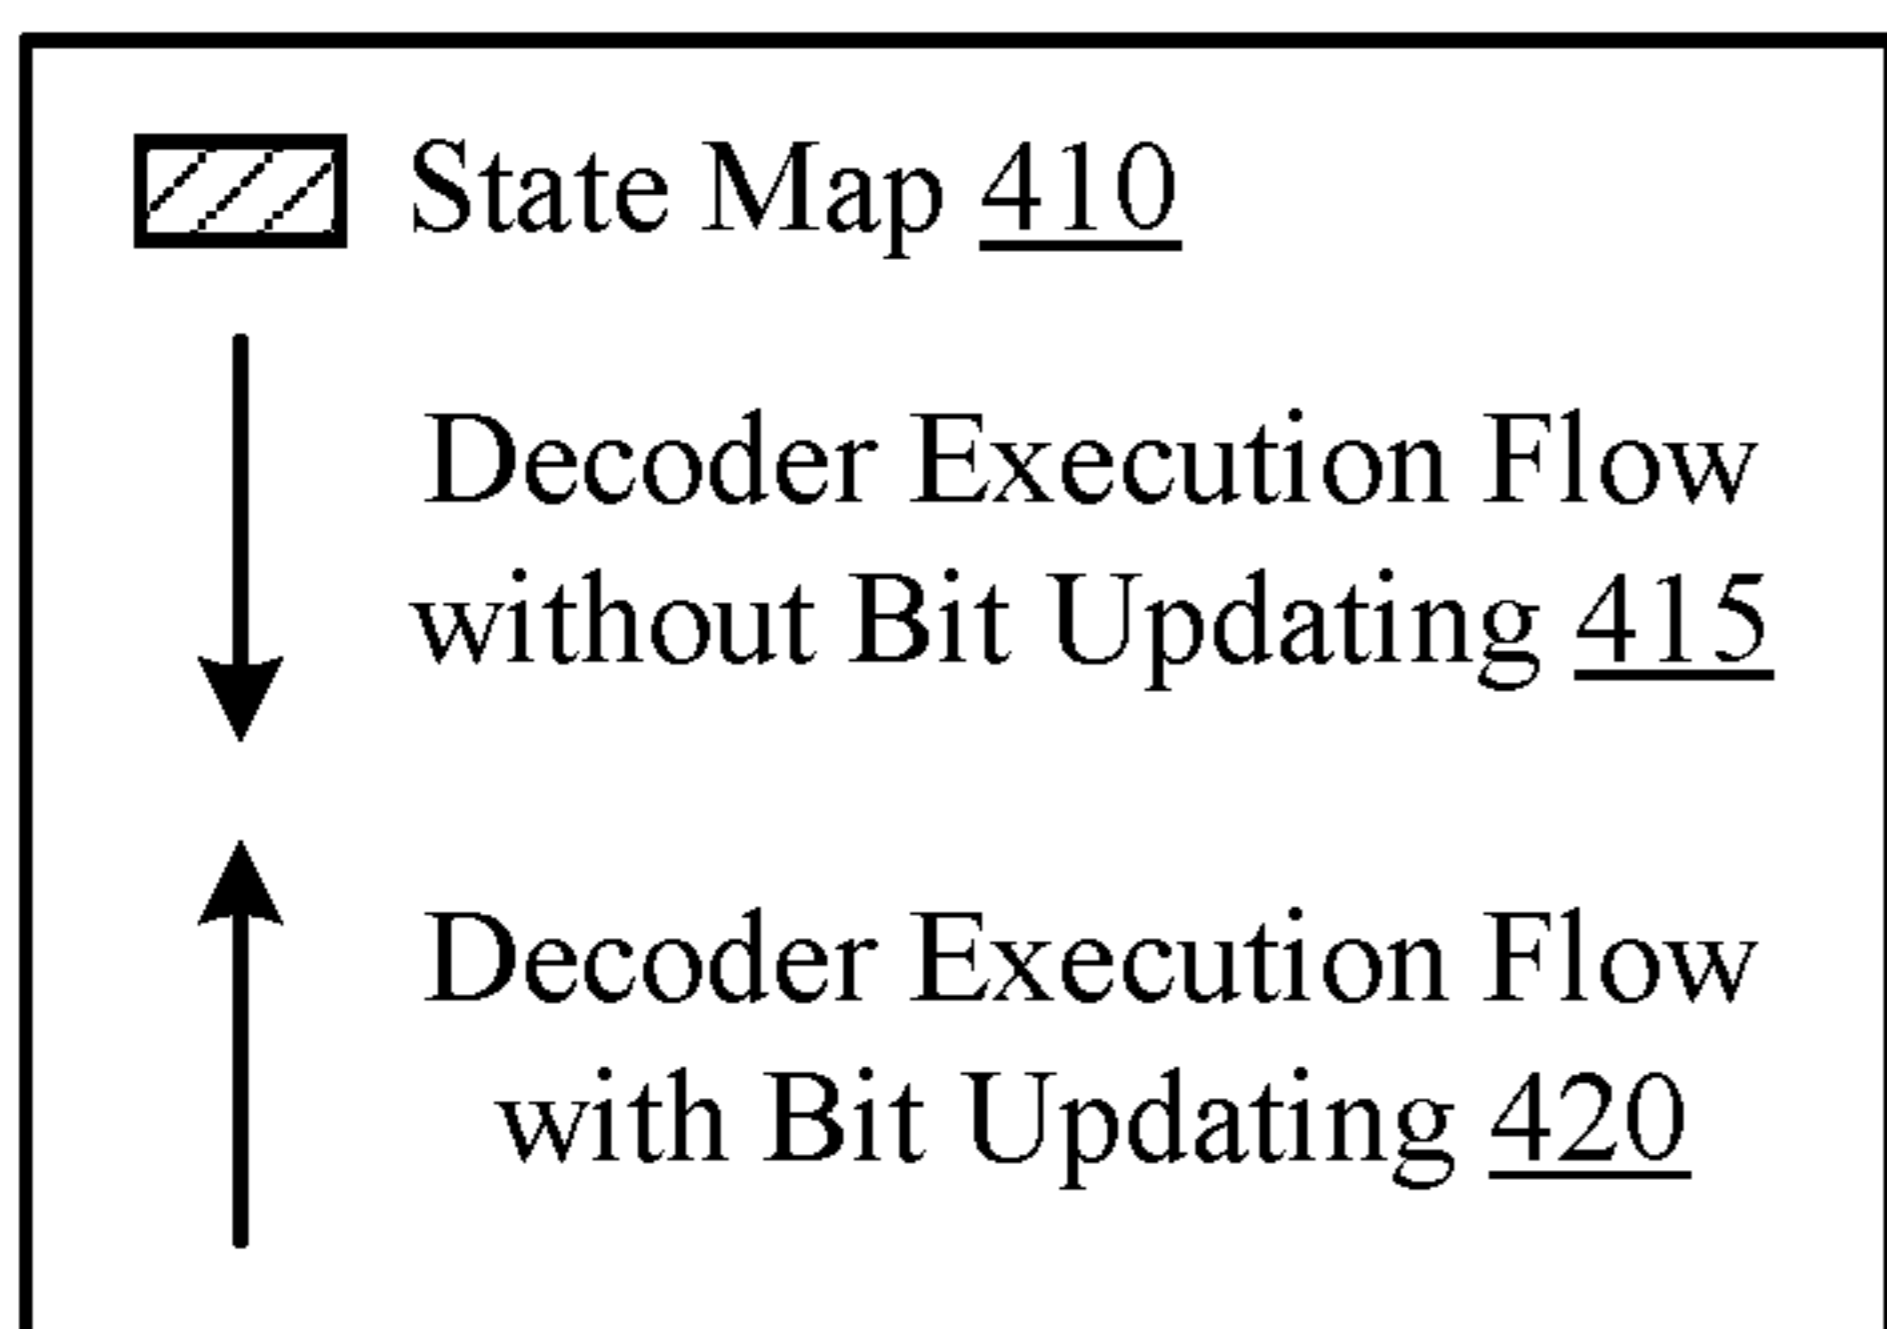 State Map 410
Decoder Execution Flow
without Bit Updating 415
Decoder Execution Flow
with Bit Updating 420